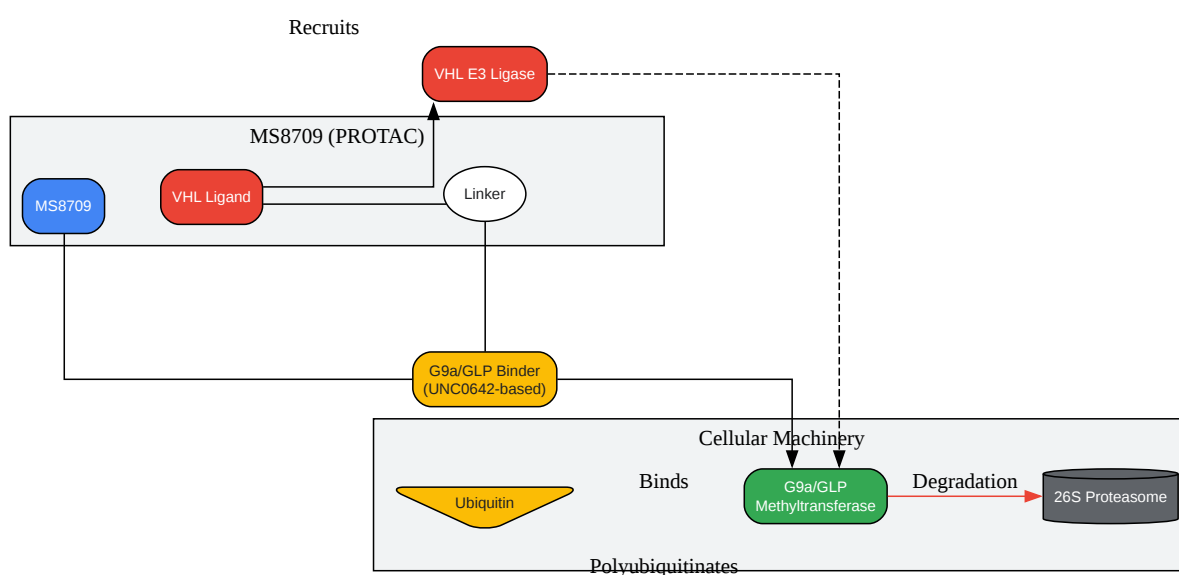 Recruits
VHL E3 Ligase
MS8709 (PROTAC)
MS8709
VHL Ligand
Linker
G9a/GLP Binder
(UNC0642-based)
Cellular Machinery
Ubiquitin
Binds
G9a/GLP
Methyltransferase
Degradation
26S Proteasome
Polyubiquitinates